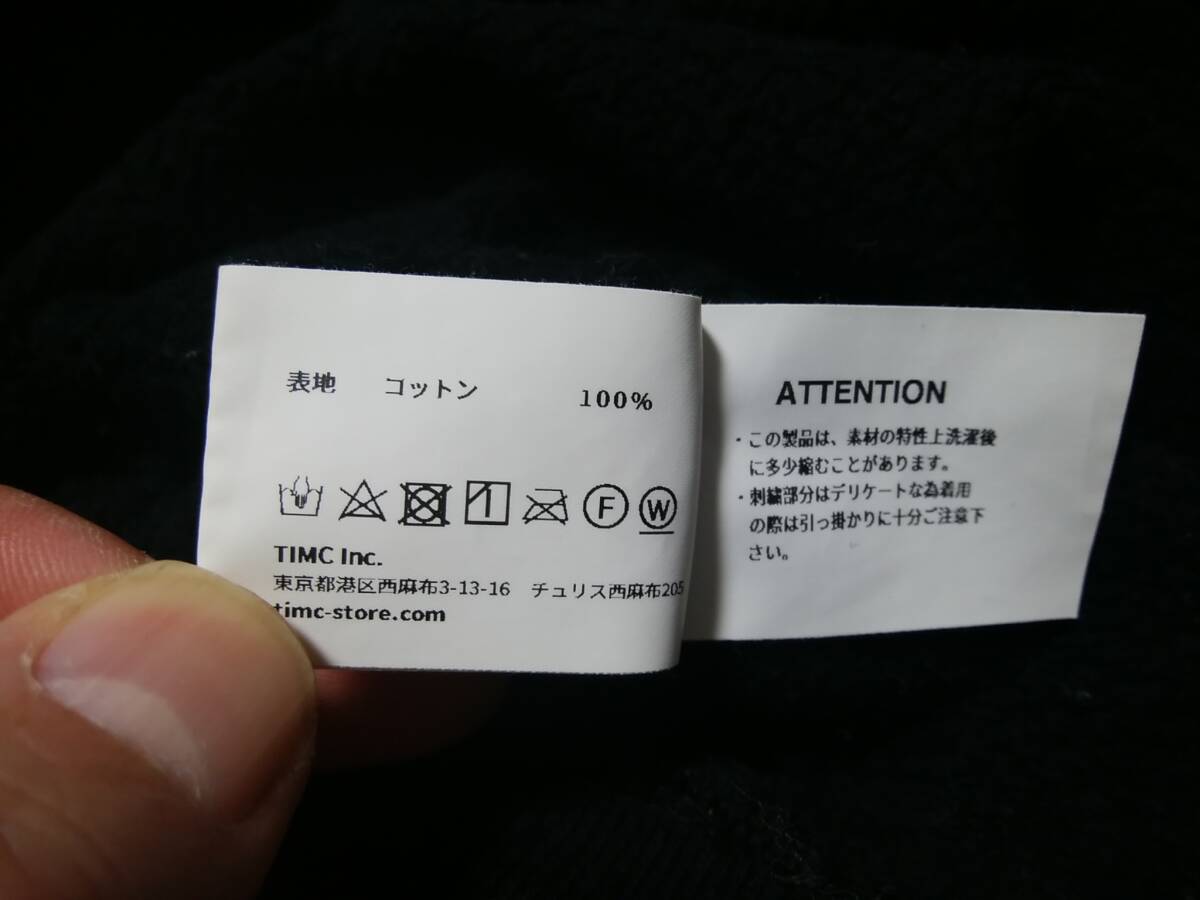 表地 コットン 100%
F W
TIMC Inc.
東京都港区西麻布3-13-16 チュリス西麻布205
timc-store.com
ATTENTION
・この製品は、素材の特性上洗濯後
に多少縮むことがあります。
・刺繍部分はデリケートな為着用
の際は引っ掛かりに十分ご注意下
さい。